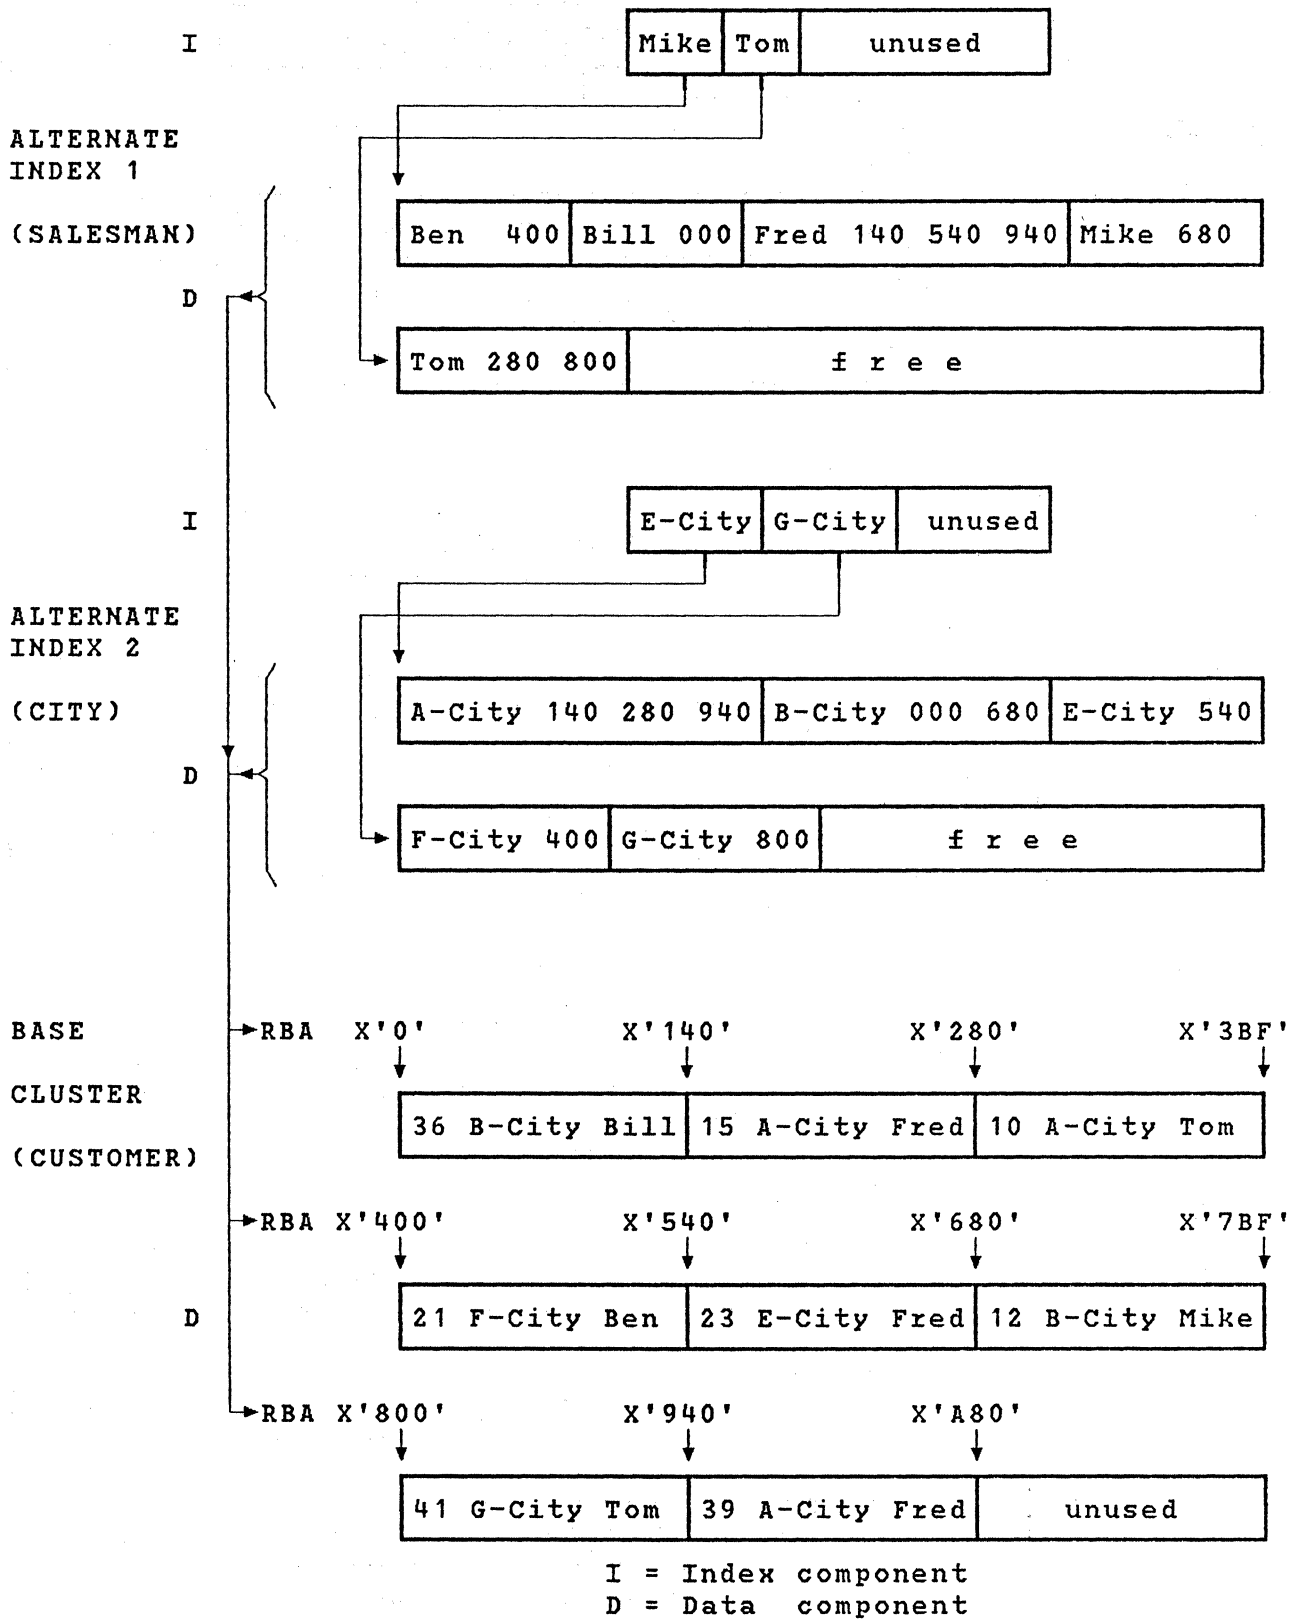 I Mike Tom unused
ALTERNATE
INDEX 1
(SALESMAN) Ben 400 Bill 000 Fred 140 540 940 Mike 680
D
Tom 280 800 f r e e
I E-City G-City unused
ALTERNATE
INDEX 2
(CITY) A-City 140 280 940 B-City 000 680 E-City 540
D
F-City 400 G-City 800 f r e e
BASE RBA X'0' X'140' X'280' X'3BF'
CLUSTER
36 B-City Bill 15 A-City Fred 10 A-City Tom
(CUSTOMER)
RBA X'400' X'540' X'680' X'7BF'
D 21 F-City Ben 23 E-City Fred 12 B-City Mike
RBA X'800' X'940' X'A80'
41 G-City Tom 39 A-City Fred unused
I = Index component
D = Data component